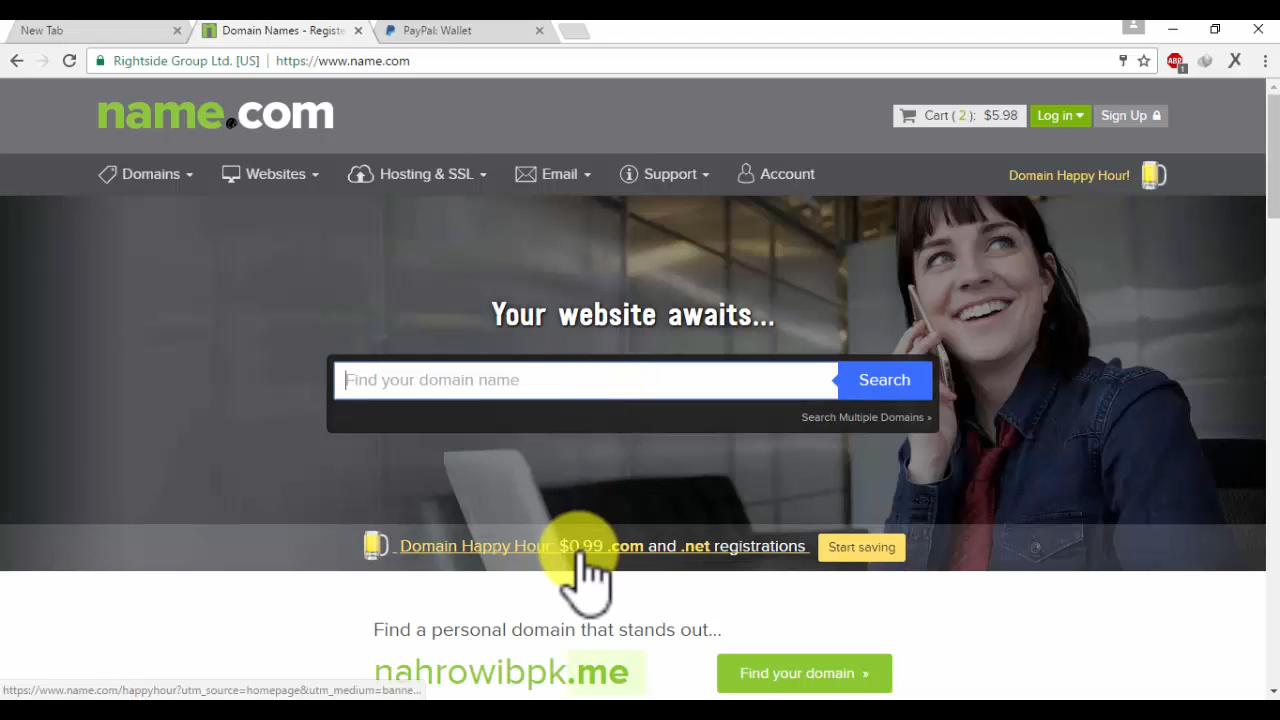 New Tab
Domain Names - Registe
PayPal: Wallet
Rightside Group Ltd. [US]
https://www.name.com
ABP
1
X
name.com
Cart ( 2 ): $5.98
Log in
Sign Up
Domains
Websites
Hosting & SSL
Email
Support
Account
Domain Happy Hour!
Your website awaits...
Find your domain name
Search
Search Multiple Domains »
Domain Happy Hour: $0.99 .com and .net registrations
Start saving
Find a personal domain that stands out...
nahrowibpk.me
Find your domain »
https://www.name.com/happyhour?utm_source=homepage&utm_medium=banne...